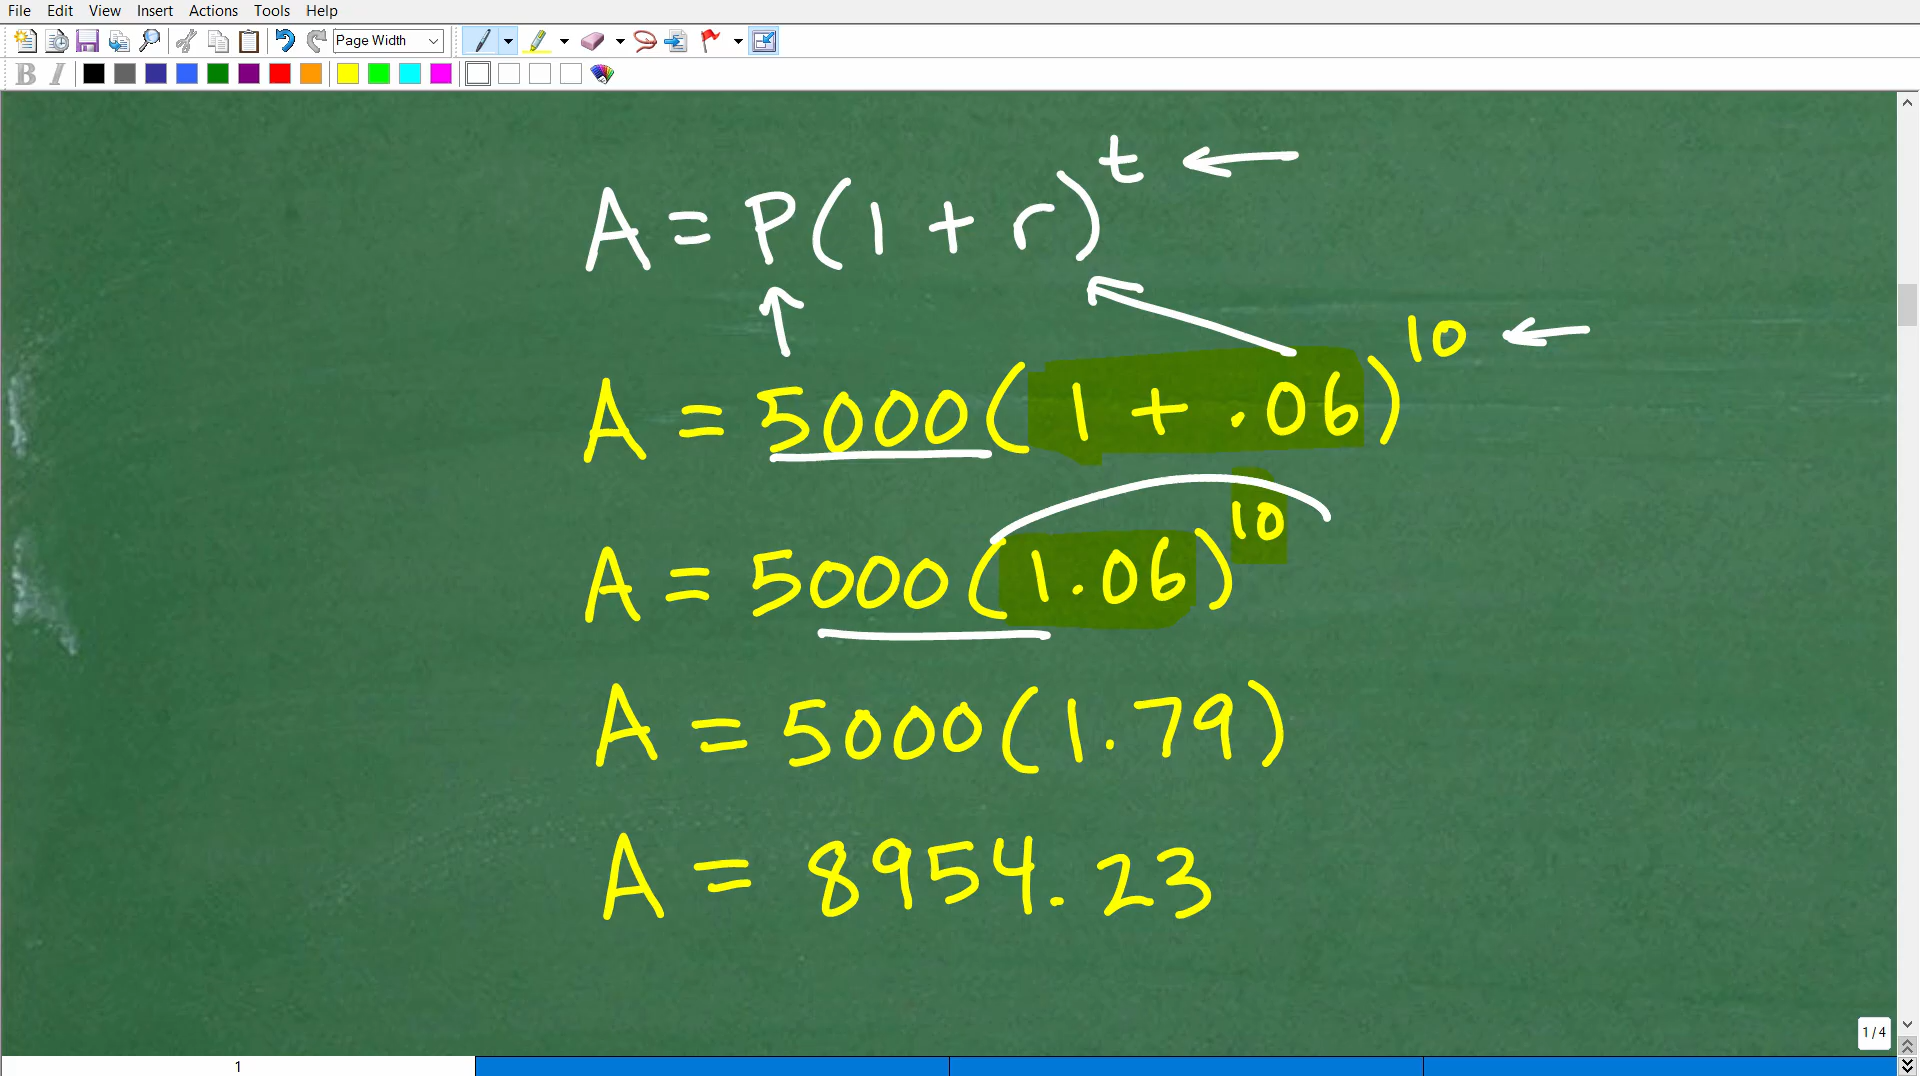 File Edit View Insert Actions Tools Help
Page Width
B I
A = P(1 + r)^t
A = 5000(1 + .06)^10
A = 5000(1.06)^10
A = 5000(1.79)
A = 8954.23
1 / 4
1